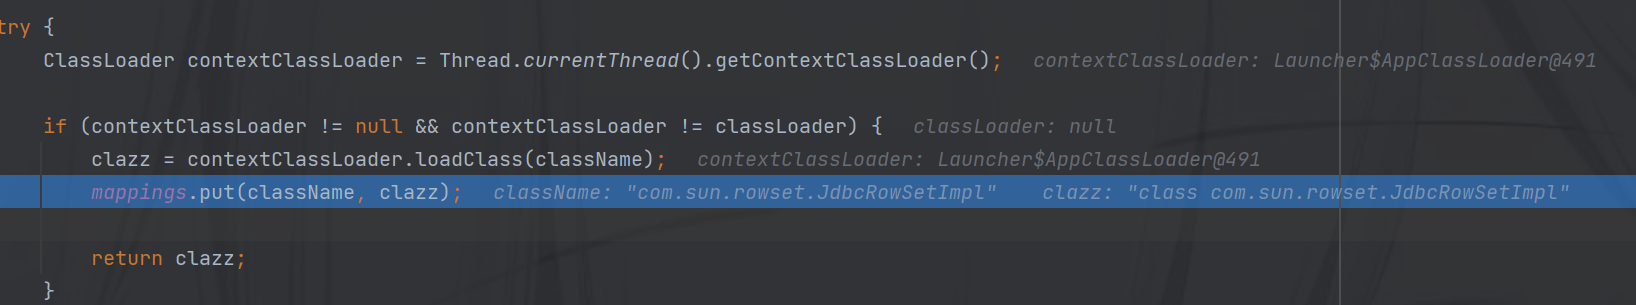 try {
ClassLoader contextClassLoader = Thread.currentThread().getContextClassLoader(); contextClassLoader: Launcher$AppClassLoader@491
if (contextClassLoader != null && contextClassLoader != classLoader) { classLoader: null
clazz = contextClassLoader.loadClass(className); contextClassLoader: Launcher$AppClassLoader@491
mappings.put(className, clazz); className: "com.sun.rowset.JdbcRowSetImpl" clazz: "class com.sun.rowset.JdbcRowSetImpl"
return clazz;
}